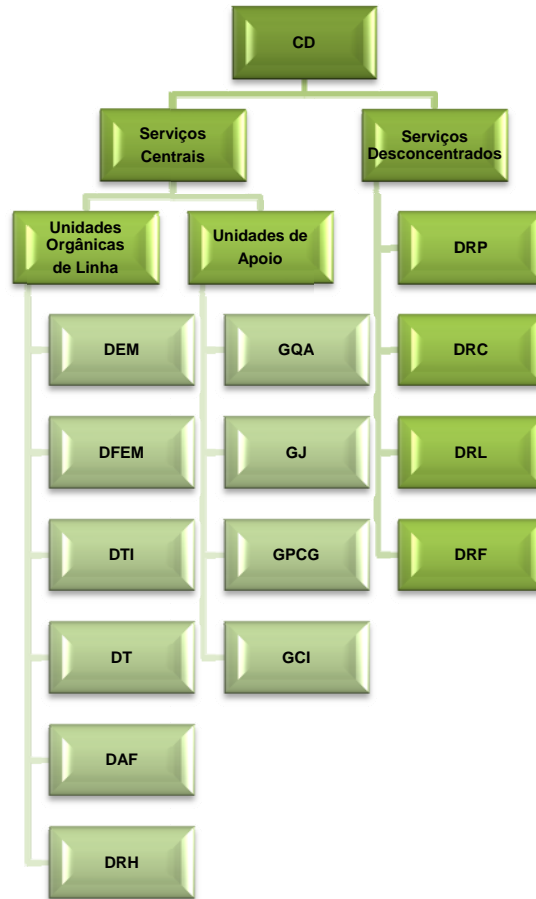 CD
Serviços
Centrais
Serviços
Desconcentrados
Unidades
Orgânicas
de Linha
Unidades de
Apoio
DEM
DFEM
DTI
DT
DAF
DRH
GQA
GJ
GPCG
GCI
DRP
DRC
DRL
DRF